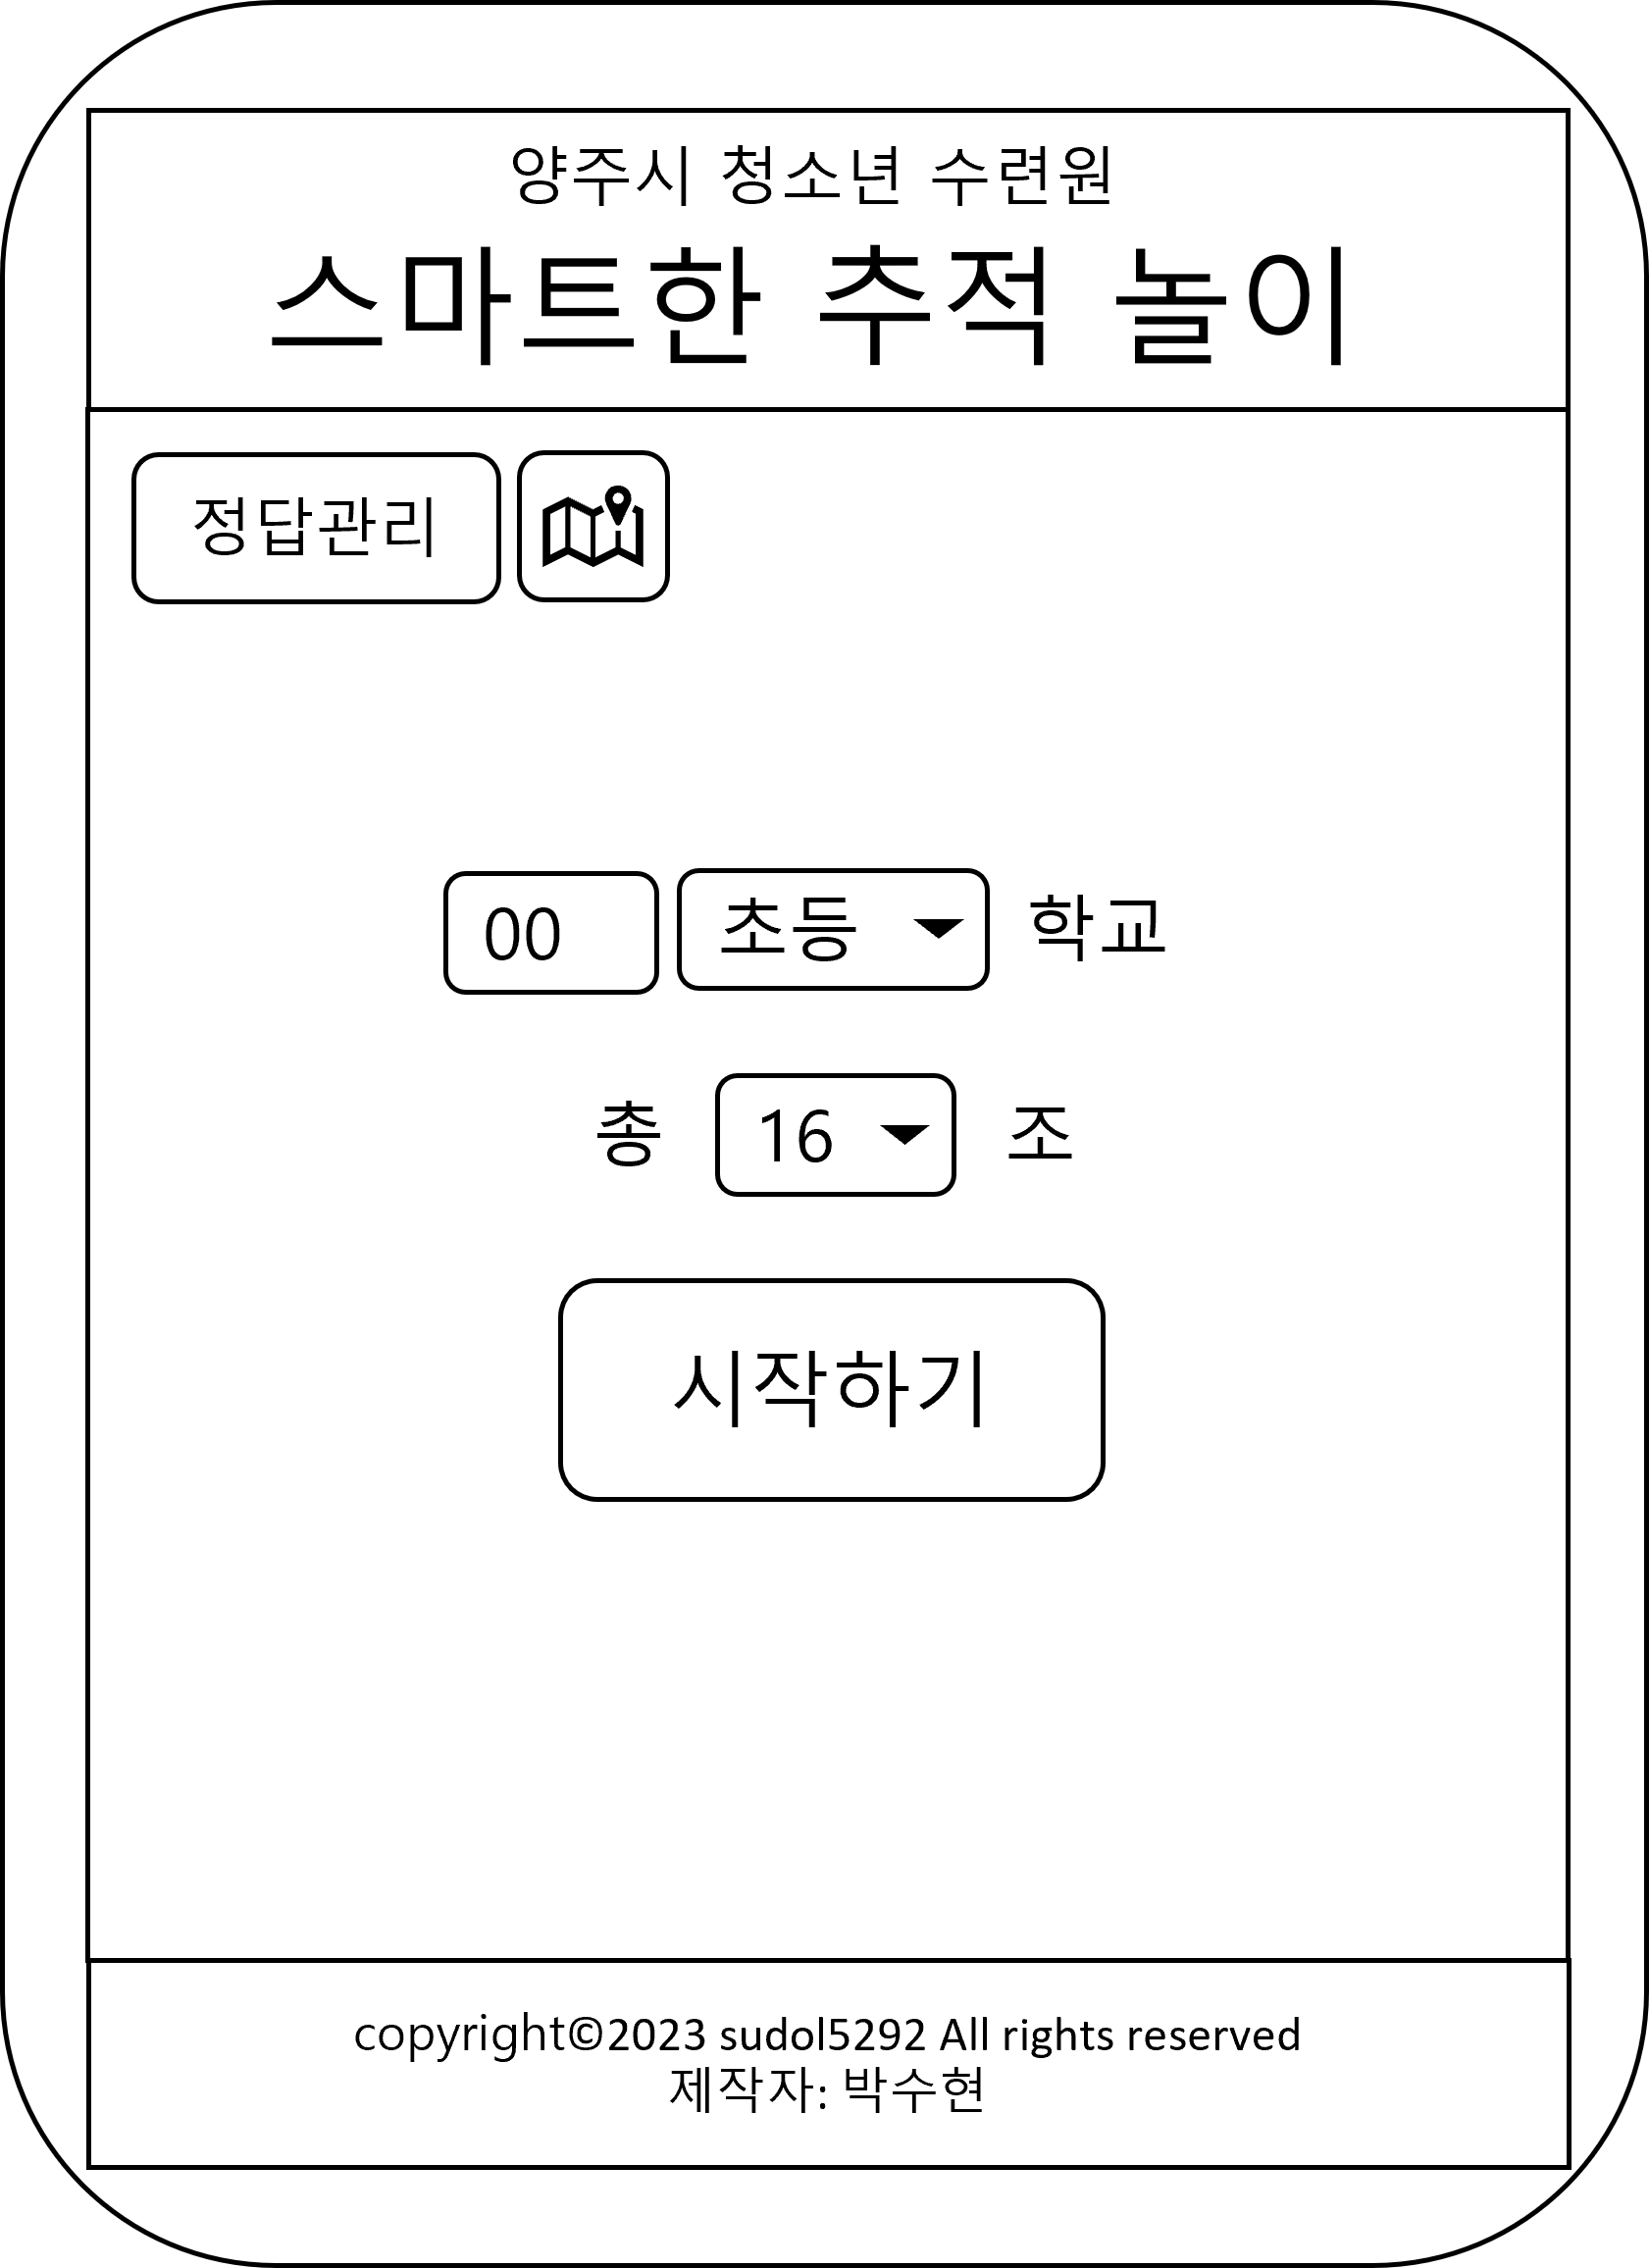 양주시 청소년 수련원
스마트한 추적 놀이
정답관리
00 초등 학교
총 16 조
시작하기
copyright©2023 sudol5292 All rights reserved
제작자: 박수현